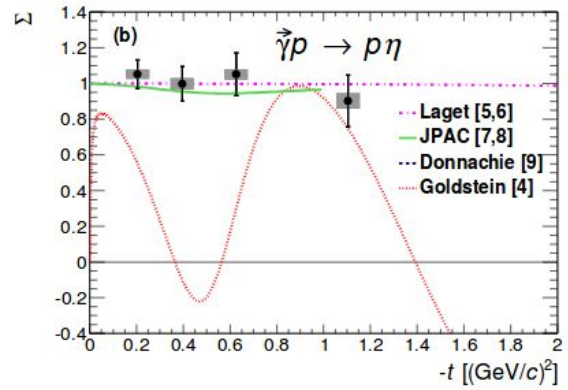 Σ
1.4
1.2
1
0.8
0.6
0.4
0.2
0
-0.2
-0.4
(b)
γ⃗p → pη
Laget [5,6]
JPAC [7,8]
Donnachie [9]
Goldstein [4]
0 0.2 0.4 0.6 0.8 1 1.2 1.4 1.6 1.8 2
-t [(GeV/c)²]